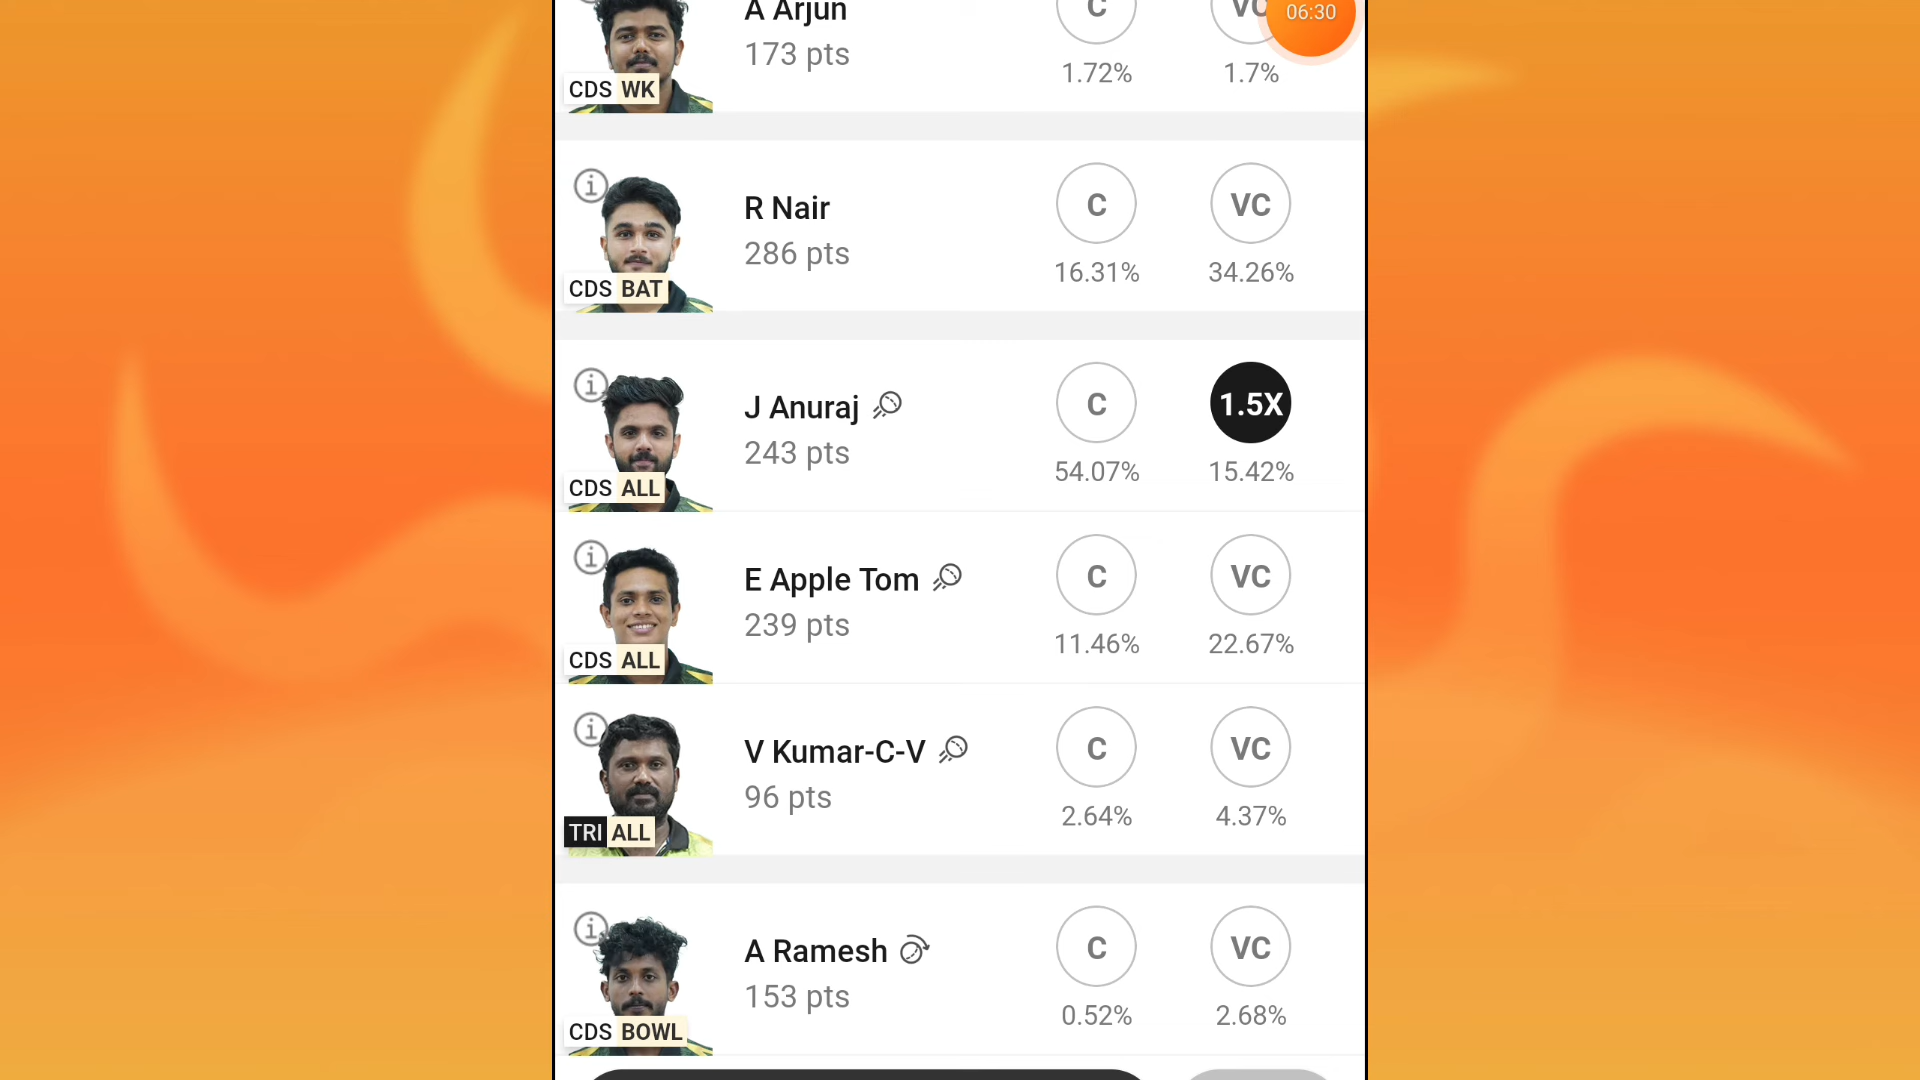 A Arjun
C
VC
06:30
173 pts
1.72%
1.7%
CDS WK
R Nair
C
VC
286 pts
16.31%
34.26%
CDS BAT
J Anuraj
C
1.5X
243 pts
54.07%
15.42%
CDS ALL
E Apple Tom
C
VC
239 pts
11.46%
22.67%
CDS ALL
V Kumar-C-V
C
VC
96 pts
2.64%
4.37%
TRI ALL
A Ramesh
C
VC
153 pts
0.52%
2.68%
CDS BOWL